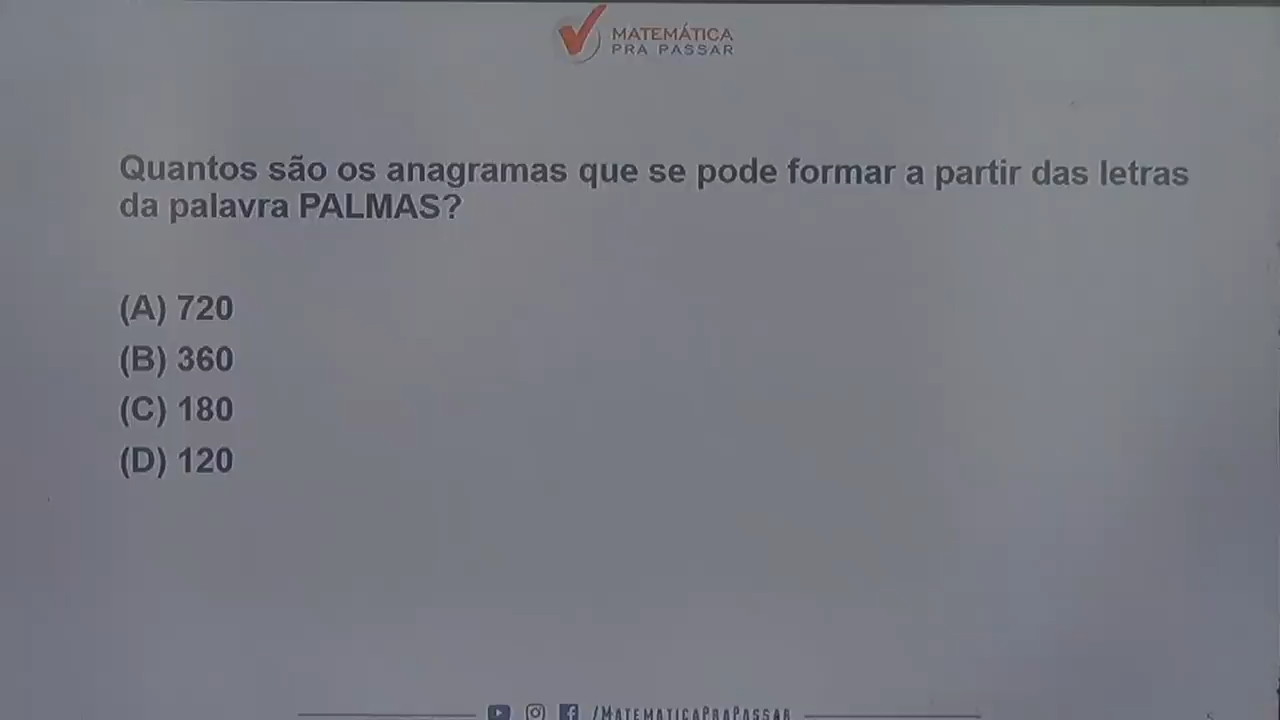 MATEMÁTICA
PRA PASSAR
Quantos são os anagramas que se pode formar a partir das letras
da palavra PALMAS?
(A) 720
(B) 360
(C) 180
(D) 120
/MATEMATICAPRAPASSAR